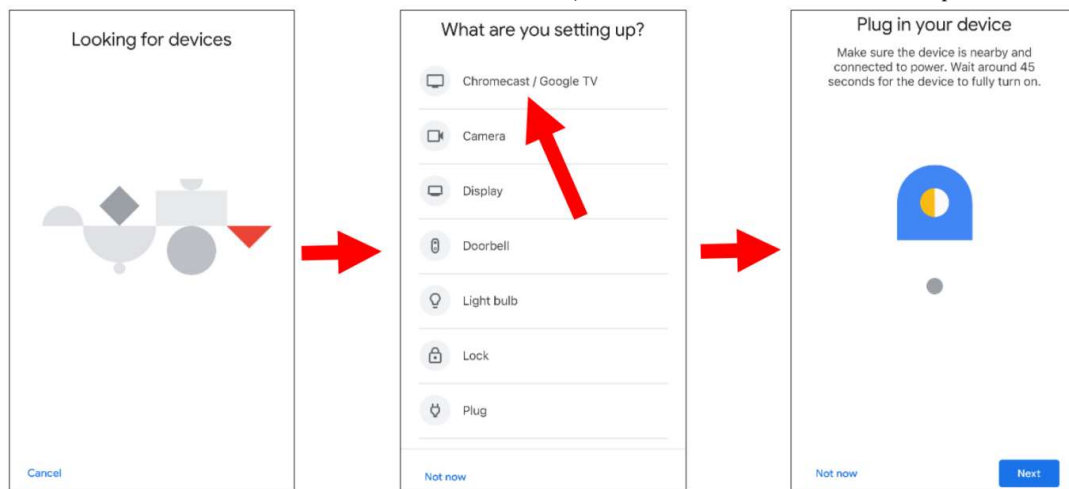 Looking for devices
Cancel
What are you setting up?
Chromecast / Google TV
Camera
Display
Doorbell
Light bulb
Lock
Plug
Not now
Plug in your device
Make sure the device is nearby and
connected to power. Wait around 45
seconds for the device to fully turn on.
Not now
Next